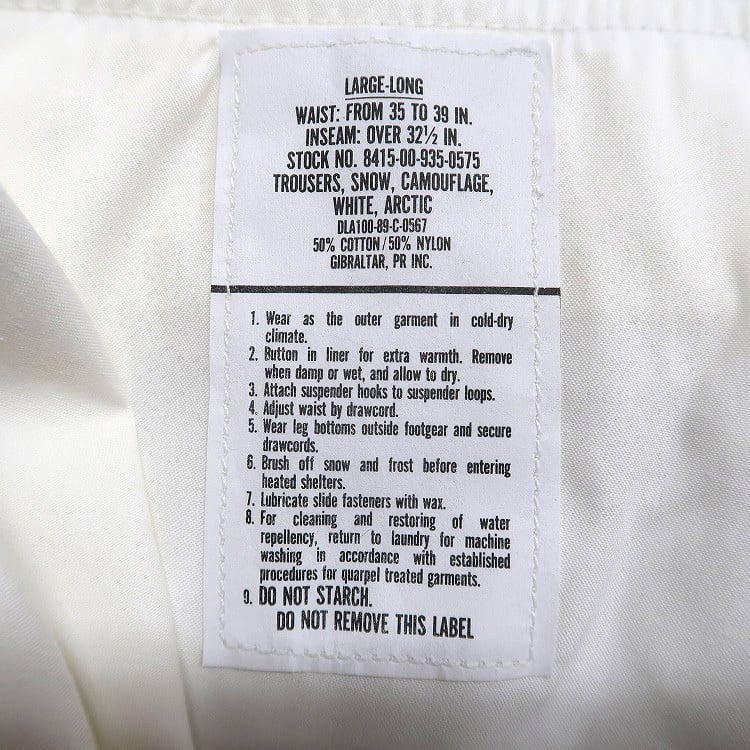 LARGE-LONG
WAIST: FROM 35 TO 39 IN.
INSEAM: OVER 32½ IN.
STOCK NO. 8415-00-935-0575
TROUSERS, SNOW, CAMOUFLAGE,
WHITE, ARCTIC
DLA100-89-C-0567
50% COTTON/50% NYLON
GIBRALTAR, PR INC.
1. Wear as the outer garment in cold-dry
climate.
2. Button in liner for extra warmth. Remove
when damp or wet, and allow to dry.
3. Attach suspender hooks to suspender loops.
4. Adjust waist by drawcord.
5. Wear leg bottoms outside footgear and secure
drawcords.
6. Brush off snow and frost before entering
heated shelters.
7. Lubricate slide fasteners with wax.
8. For cleaning and restoring of water
repellency, return to laundry for machine
washing in accordance with established
procedures for quarpel treated garments.
9. DO NOT STARCH.
DO NOT REMOVE THIS LABEL